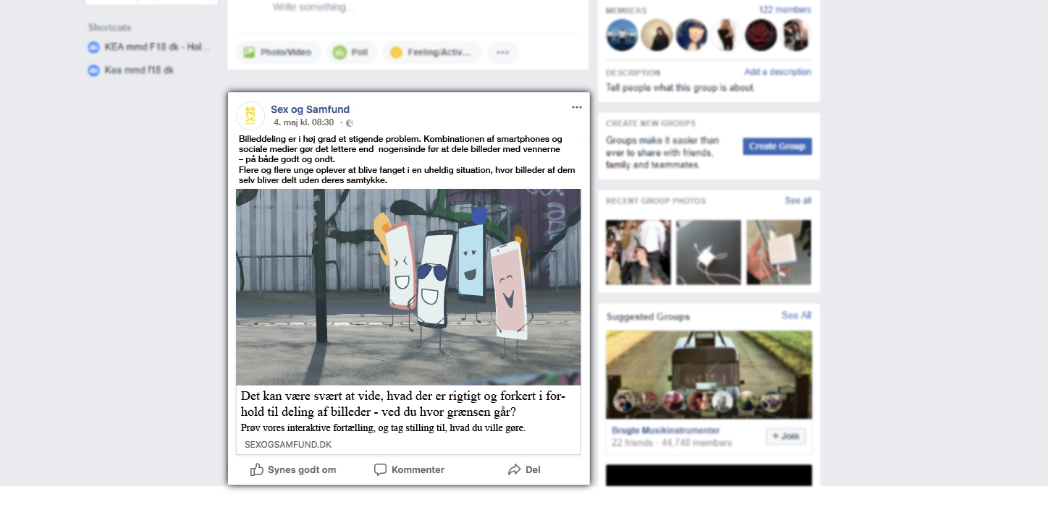 Write something...
Shortcuts
KEA mmd F18 dk - Hol...
Kea mmd f18 dk
Photo/Video
Poll
Feeling/Activ...
Sex og Samfund
4. maj kl. 08:30 ·
Billeddeling er i høj grad et stigende problem. Kombinationen af smartphones og
sociale medier gør det lettere end nogensinde før at dele billeder med vennerne
– på både godt og ondt.
Flere og flere unge oplever at blive fanget i en uheldig situation, hvor billeder af dem
selv bliver delt uden deres samtykke.
Det kan være svært at vide, hvad der er rigtigt og forkert i for-
hold til deling af billeder - ved du hvor grænsen går?
Prøv vores interaktive fortælling, og tag stilling til, hvad du ville gøre.
SEXOGSAMFUND.DK
Synes godt om
Kommenter
Del
MEMBERS
122 members
DESCRIPTION
Add a description
Tell people what this group is about.
CREATE NEW GROUPS
Groups make it easier than
ever to share with friends,
family and teammates.
Create Group
RECENT GROUP PHOTOS
See all
Suggested Groups
See All
Brugte Musikinstrumenter
22 friends · 44,748 members
+ Join